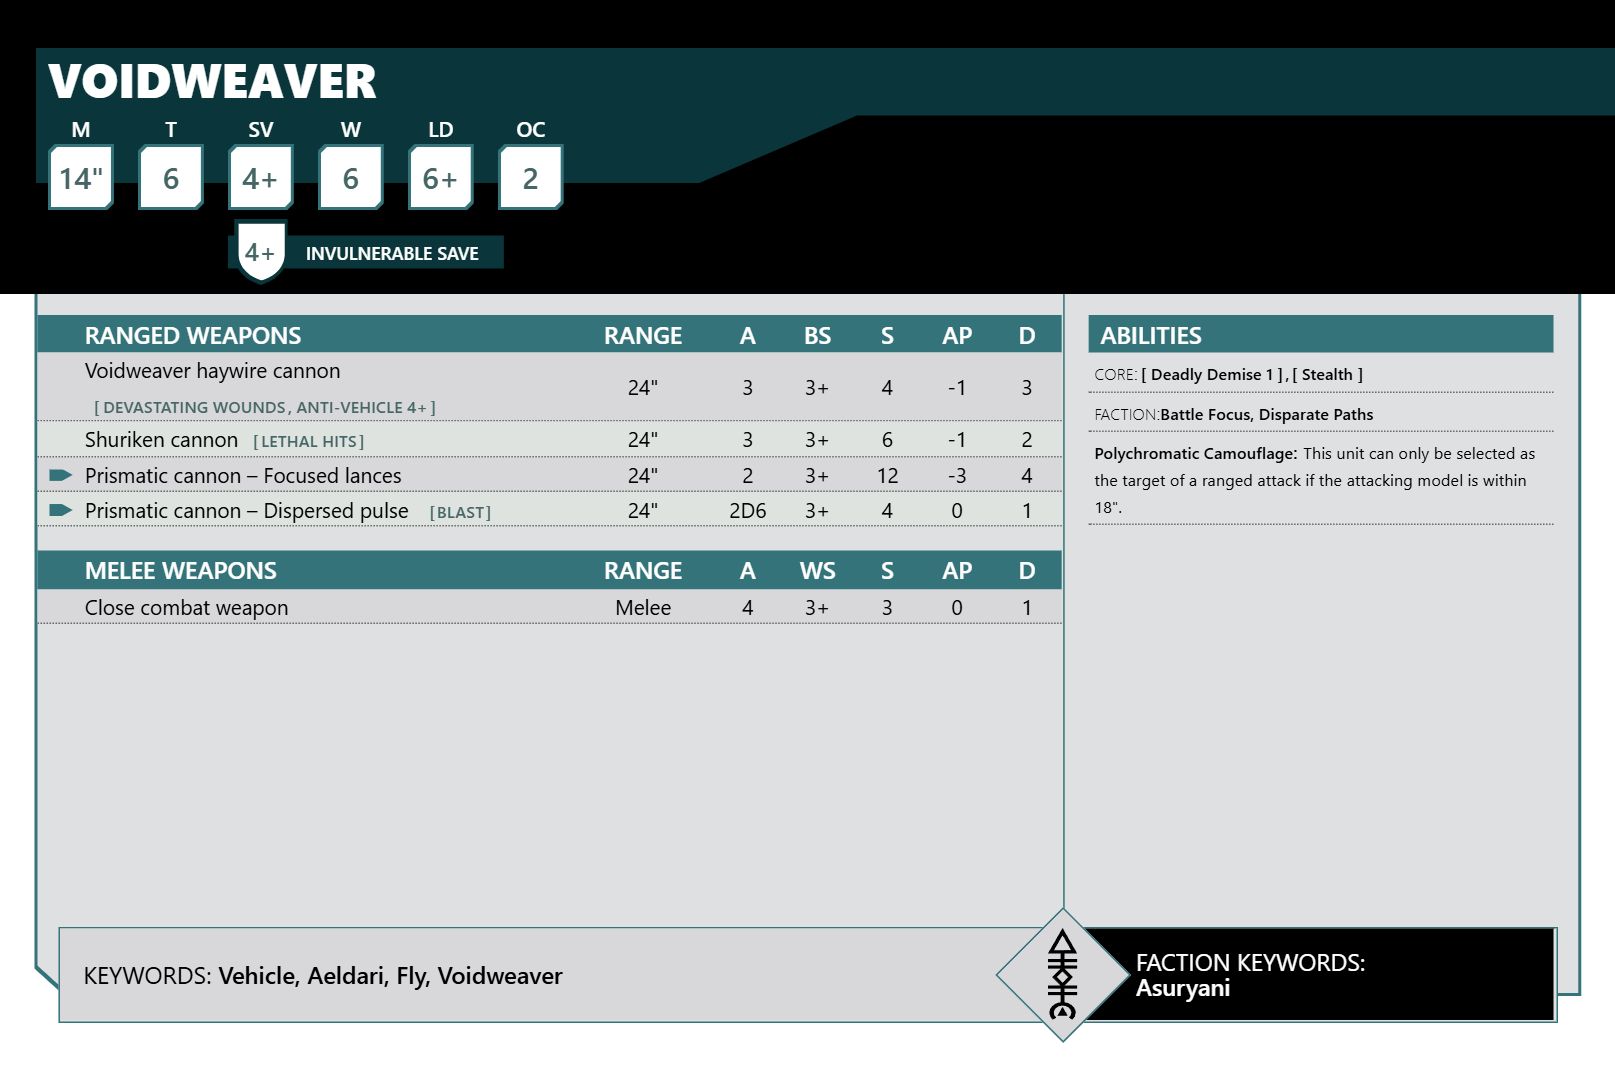 VOIDWEAVER
M T SV W LD OC
14" 6 4+ 6 6+ 2
4+ INVULNERABLE SAVE
RANGED WEAPONS RANGE A BS S AP D
Voidweaver haywire cannon 24" 3 3+ 4 -1 3
[ DEVASTATING WOUNDS, ANTI-VEHICLE 4+ ]
Shuriken cannon [ LETHAL HITS ] 24" 3 3+ 6 -1 2
Prismatic cannon – Focused lances 24" 2 3+ 12 -3 4
Prismatic cannon – Dispersed pulse [ BLAST ] 24" 2D6 3+ 4 0 1
MELEE WEAPONS RANGE A WS S AP D
Close combat weapon Melee 4 3+ 3 0 1
ABILITIES
CORE: [ Deadly Demise 1 ] , [ Stealth ]
FACTION:Battle Focus, Disparate Paths
Polychromatic Camouflage: This unit can only be selected as
the target of a ranged attack if the attacking model is within
18".
KEYWORDS: Vehicle, Aeldari, Fly, Voidweaver
FACTION KEYWORDS:
Asuryani